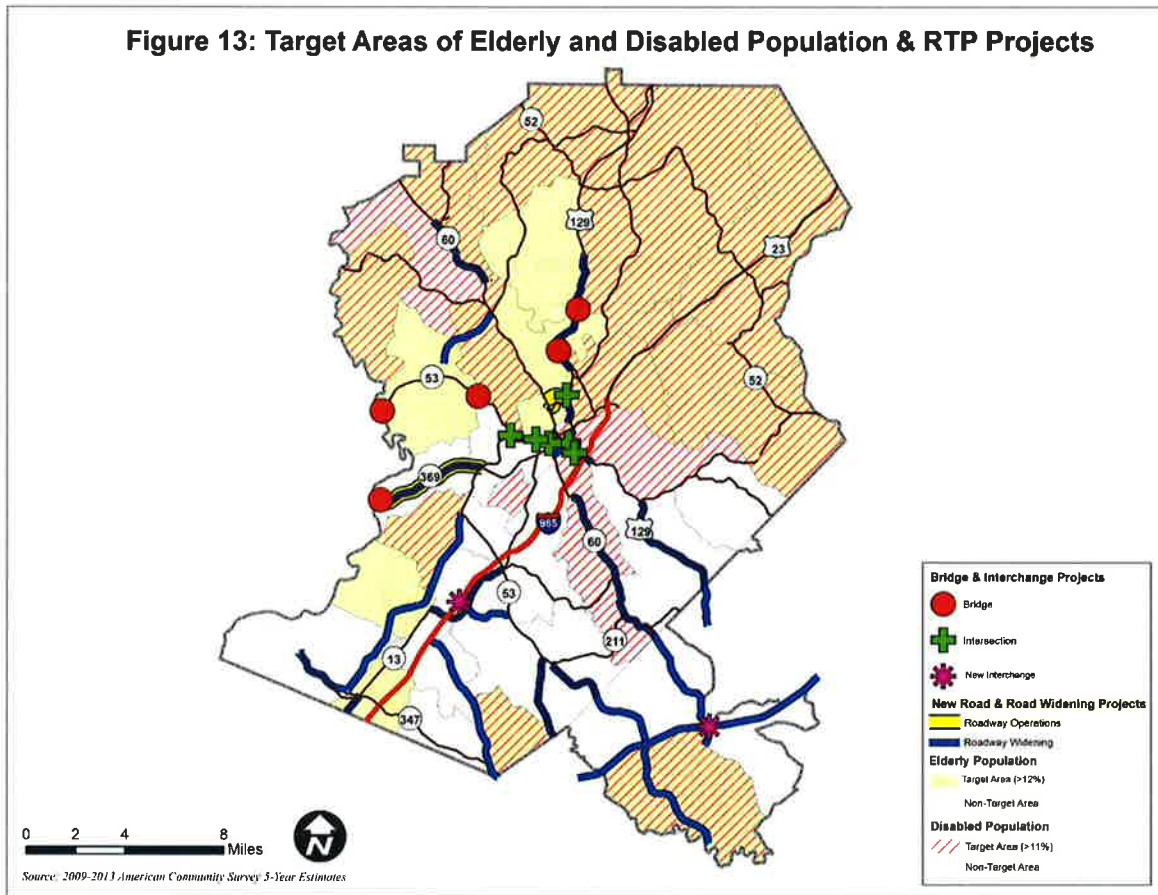 Figure 13: Target Areas of Elderly and Disabled Population & RTP Projects
52
129
60
23
53
52
369
985
60
129
53
211
13
347
Bridge & Interchange Projects
Bridge
Intersection
New Interchange
New Road & Road Widening Projects
Roadway Operations
Roadway Widening
Elderly Population
Target Area (>12%)
Non-Target Area
Disabled Population
Target Area (>11%)
Non-Target Area
0 2 4 8
Miles
N
Source: 2009-2013 American Community Survey 5-Year Estimates